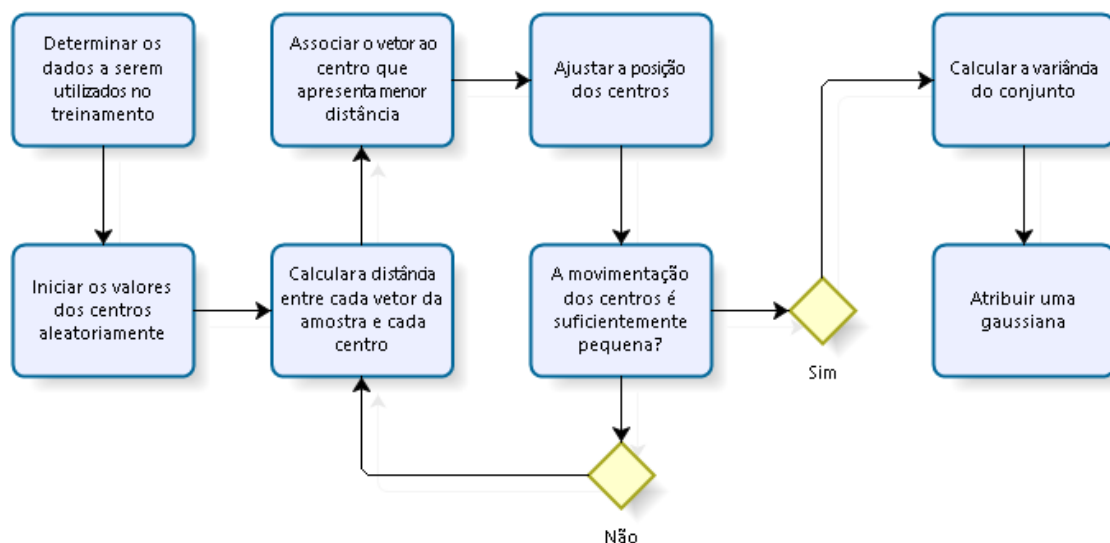 Determinar os
dados a serem
utilizados no
treinamento
Iniciar os valores
dos centros
aleatoriamente
Calcular a distância
entre cada vetor da
amostra e cada
centro
Associar o vetor ao
centro que
apresenta menor
distância
Ajustar a posição
dos centros
A movimentação
dos centros é
suficientemente
pequena?
Não
Sim
Calcular a variância
do conjunto
Atribuir uma
gaussiana